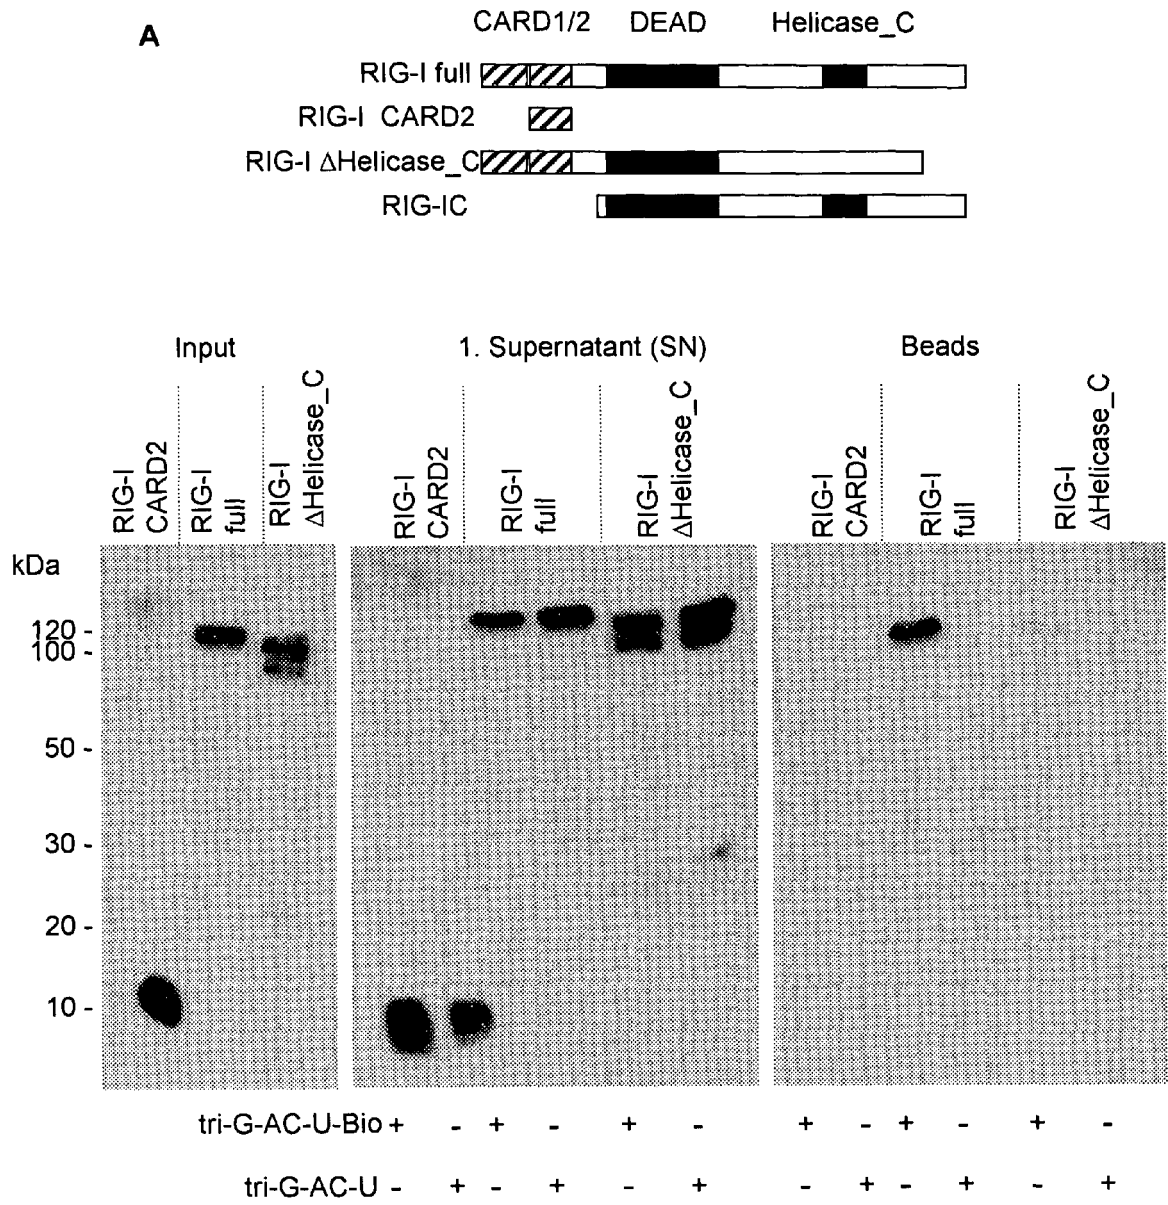 A
CARD1/2 DEAD Helicase_C
RIG-I full
RIG-I CARD2
RIG-I ΔHelicase_C
RIG-IC
Input
1. Supernatant (SN)
Beads
RIG-I
CARD2
RIG-I
full
RIG-I
ΔHelicase_C
RIG-I
CARD2
RIG-I
full
RIG-I
ΔHelicase_C
RIG-I
CARD2
RIG-I
full
RIG-I
ΔHelicase_C
kDa
120 -
100 -
50 -
30 -
20 -
10 -
tri-G-AC-U-Bio + - + - + - + - + - + -
tri-G-AC-U - + - + - + - + - + - +